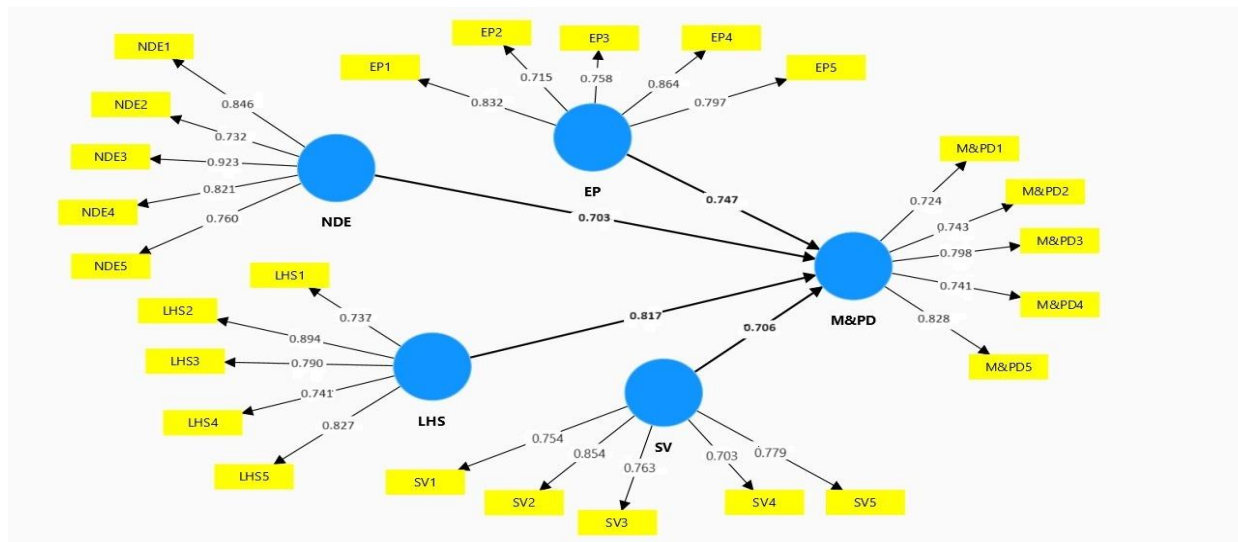 NDE1
NDE2
NDE3
NDE4
NDE5
0.846
0.732
0.923
0.821
0.760
NDE
EP1
EP2
EP3
EP4
EP5
0.832
0.715
0.758
0.864
0.797
EP
0.703
0.747
0.817
0.706
LHS1
LHS2
LHS3
LHS4
LHS5
0.737
0.894
0.790
0.741
0.827
LHS
SV
0.754
0.854
0.763
0.703
0.779
SV1
SV2
SV3
SV4
SV5
M&PD
0.724
0.743
0.798
0.741
0.828
M&PD1
M&PD2
M&PD3
M&PD4
M&PD5